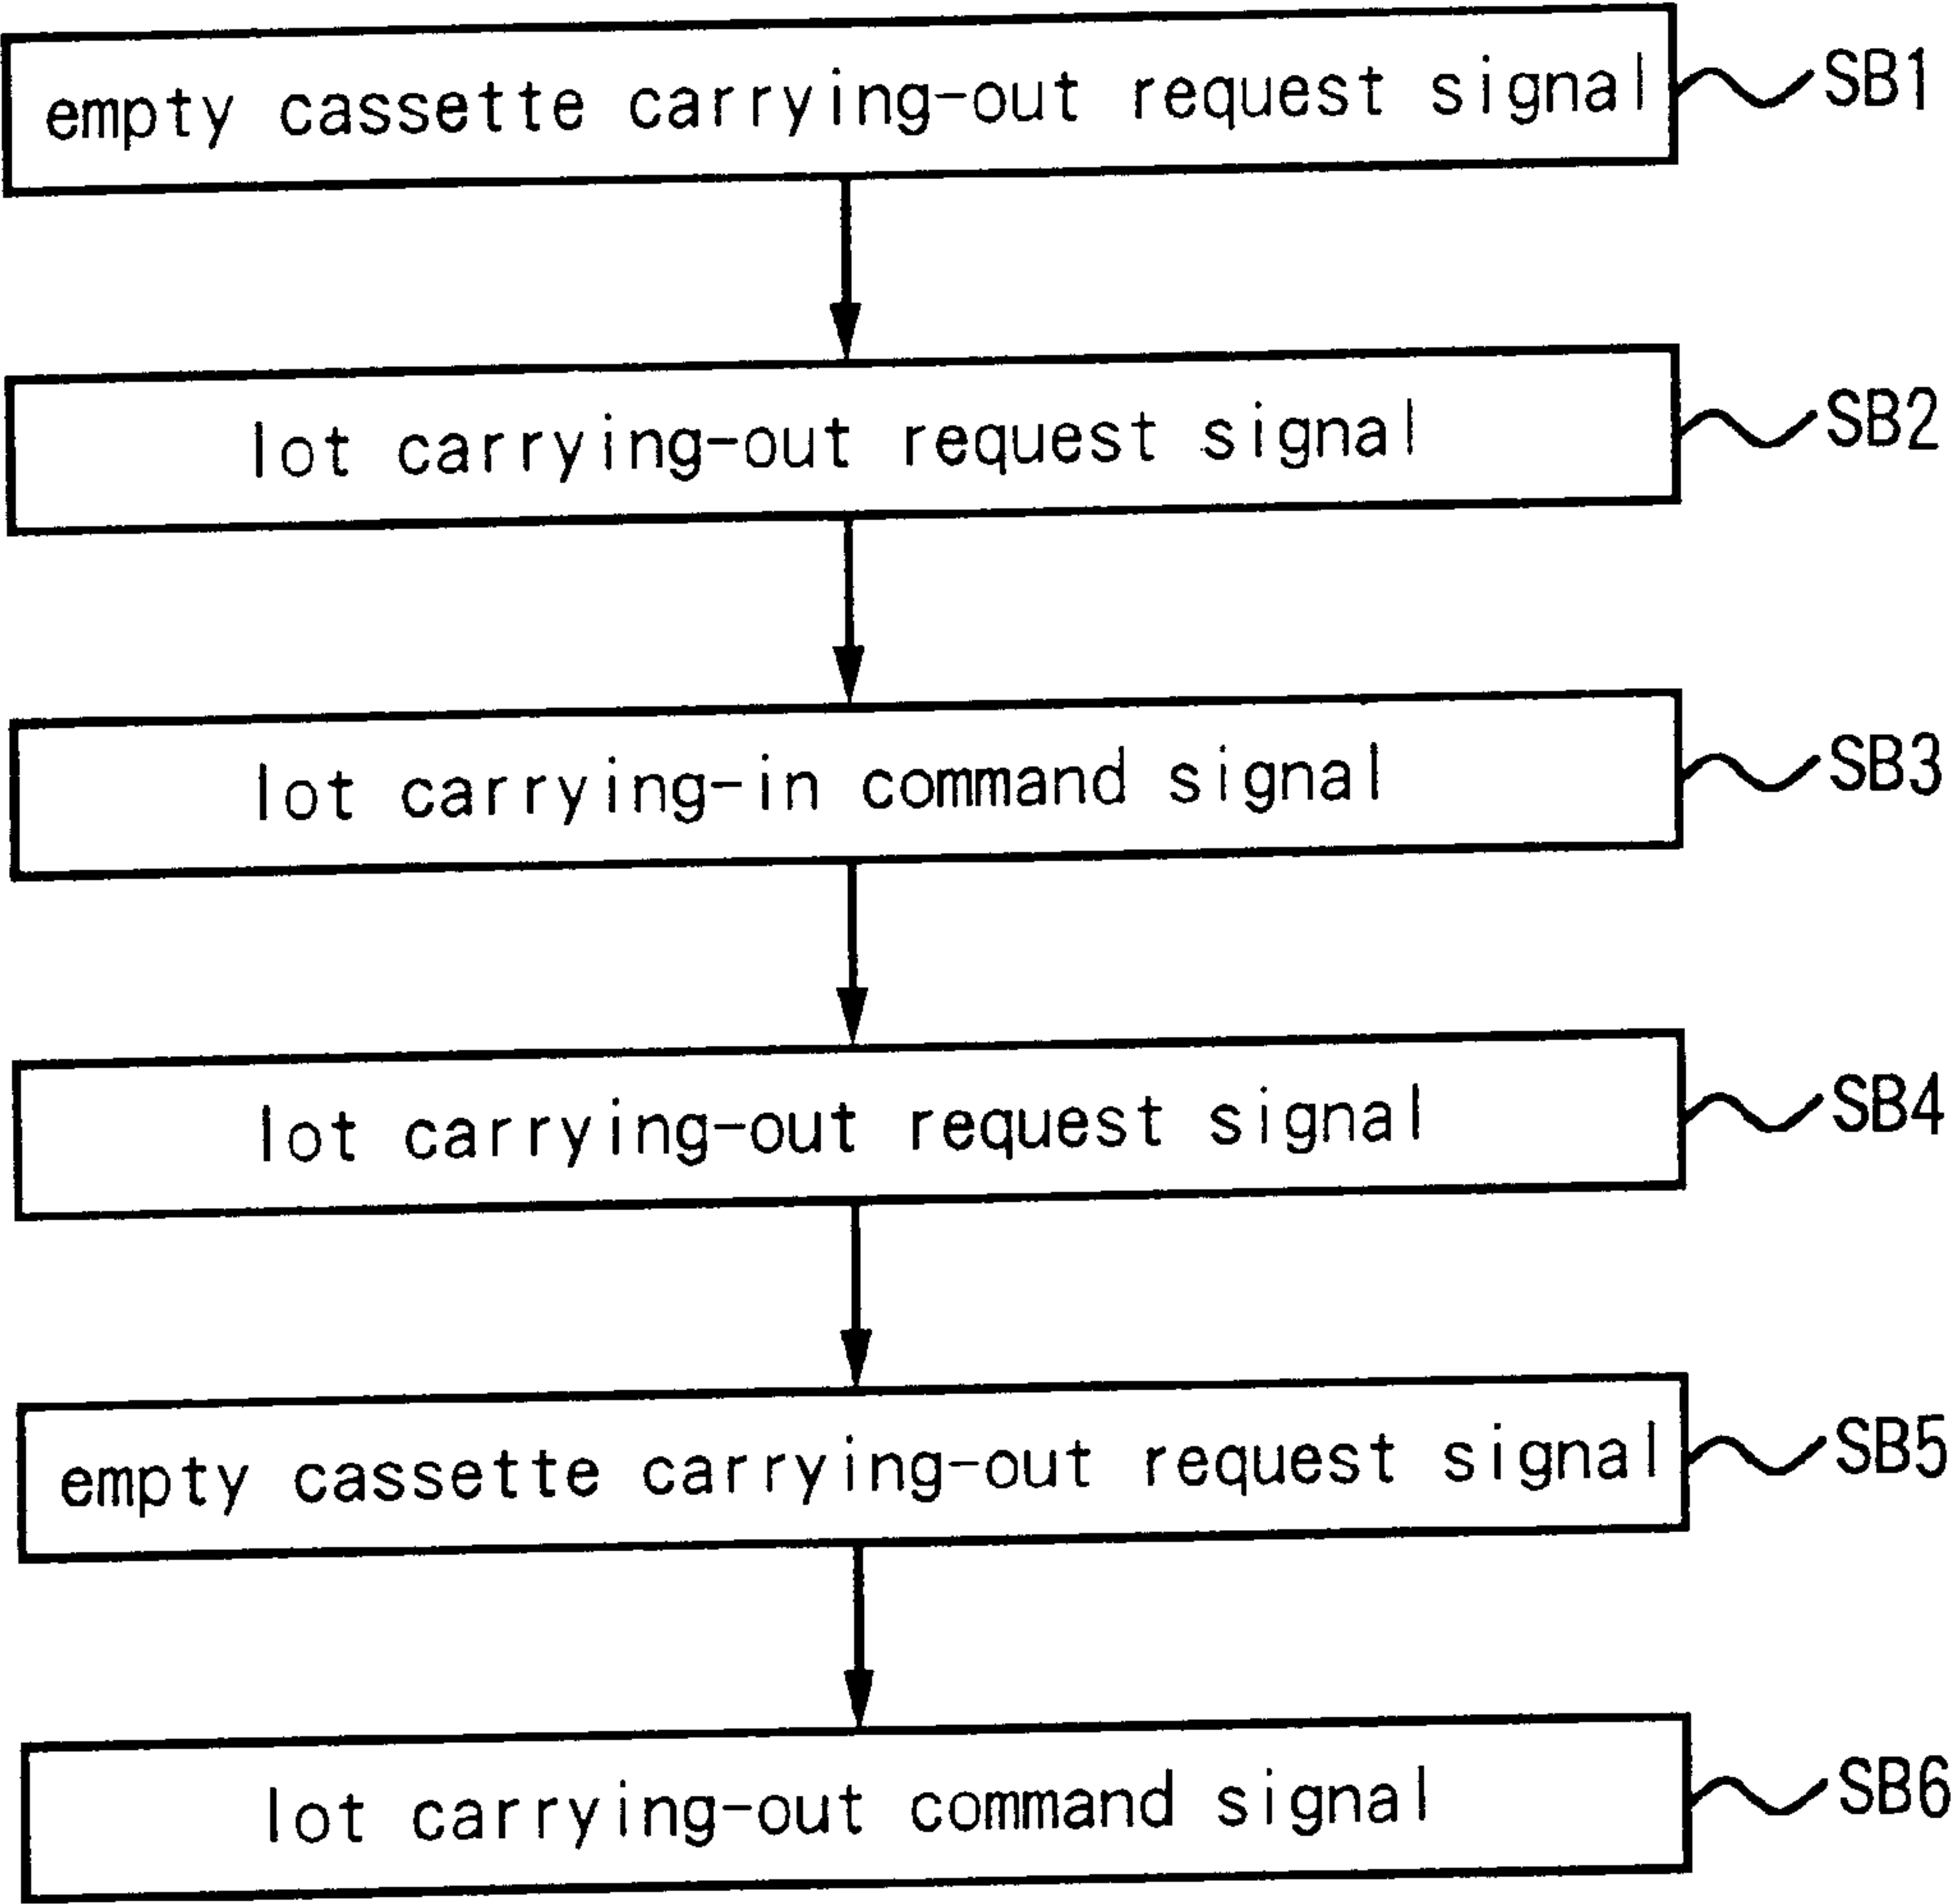 empty cassette carrying-out request signal SB1
lot carrying-out request signal SB2
lot carrying-in command signal SB3
lot carrying-out request signal SB4
empty cassette carrying-out request signal SB5
lot carrying-out command signal SB6